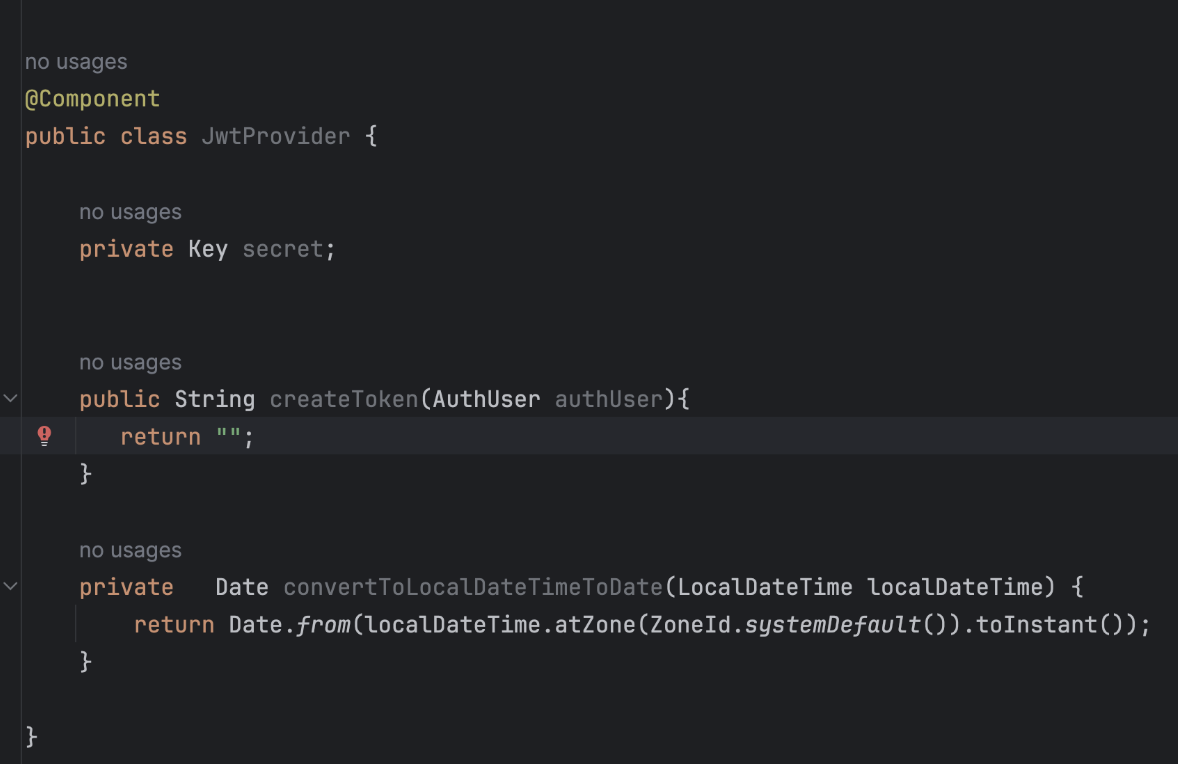 no usages
@Component
public class JwtProvider {
no usages
private Key secret;
no usages
public String createToken(AuthUser authUser){
return "";
}
no usages
private   Date convertToLocalDateTimeToDate(LocalDateTime localDateTime) {
return Date.from(localDateTime.atZone(ZoneId.systemDefault()).toInstant());
}
}